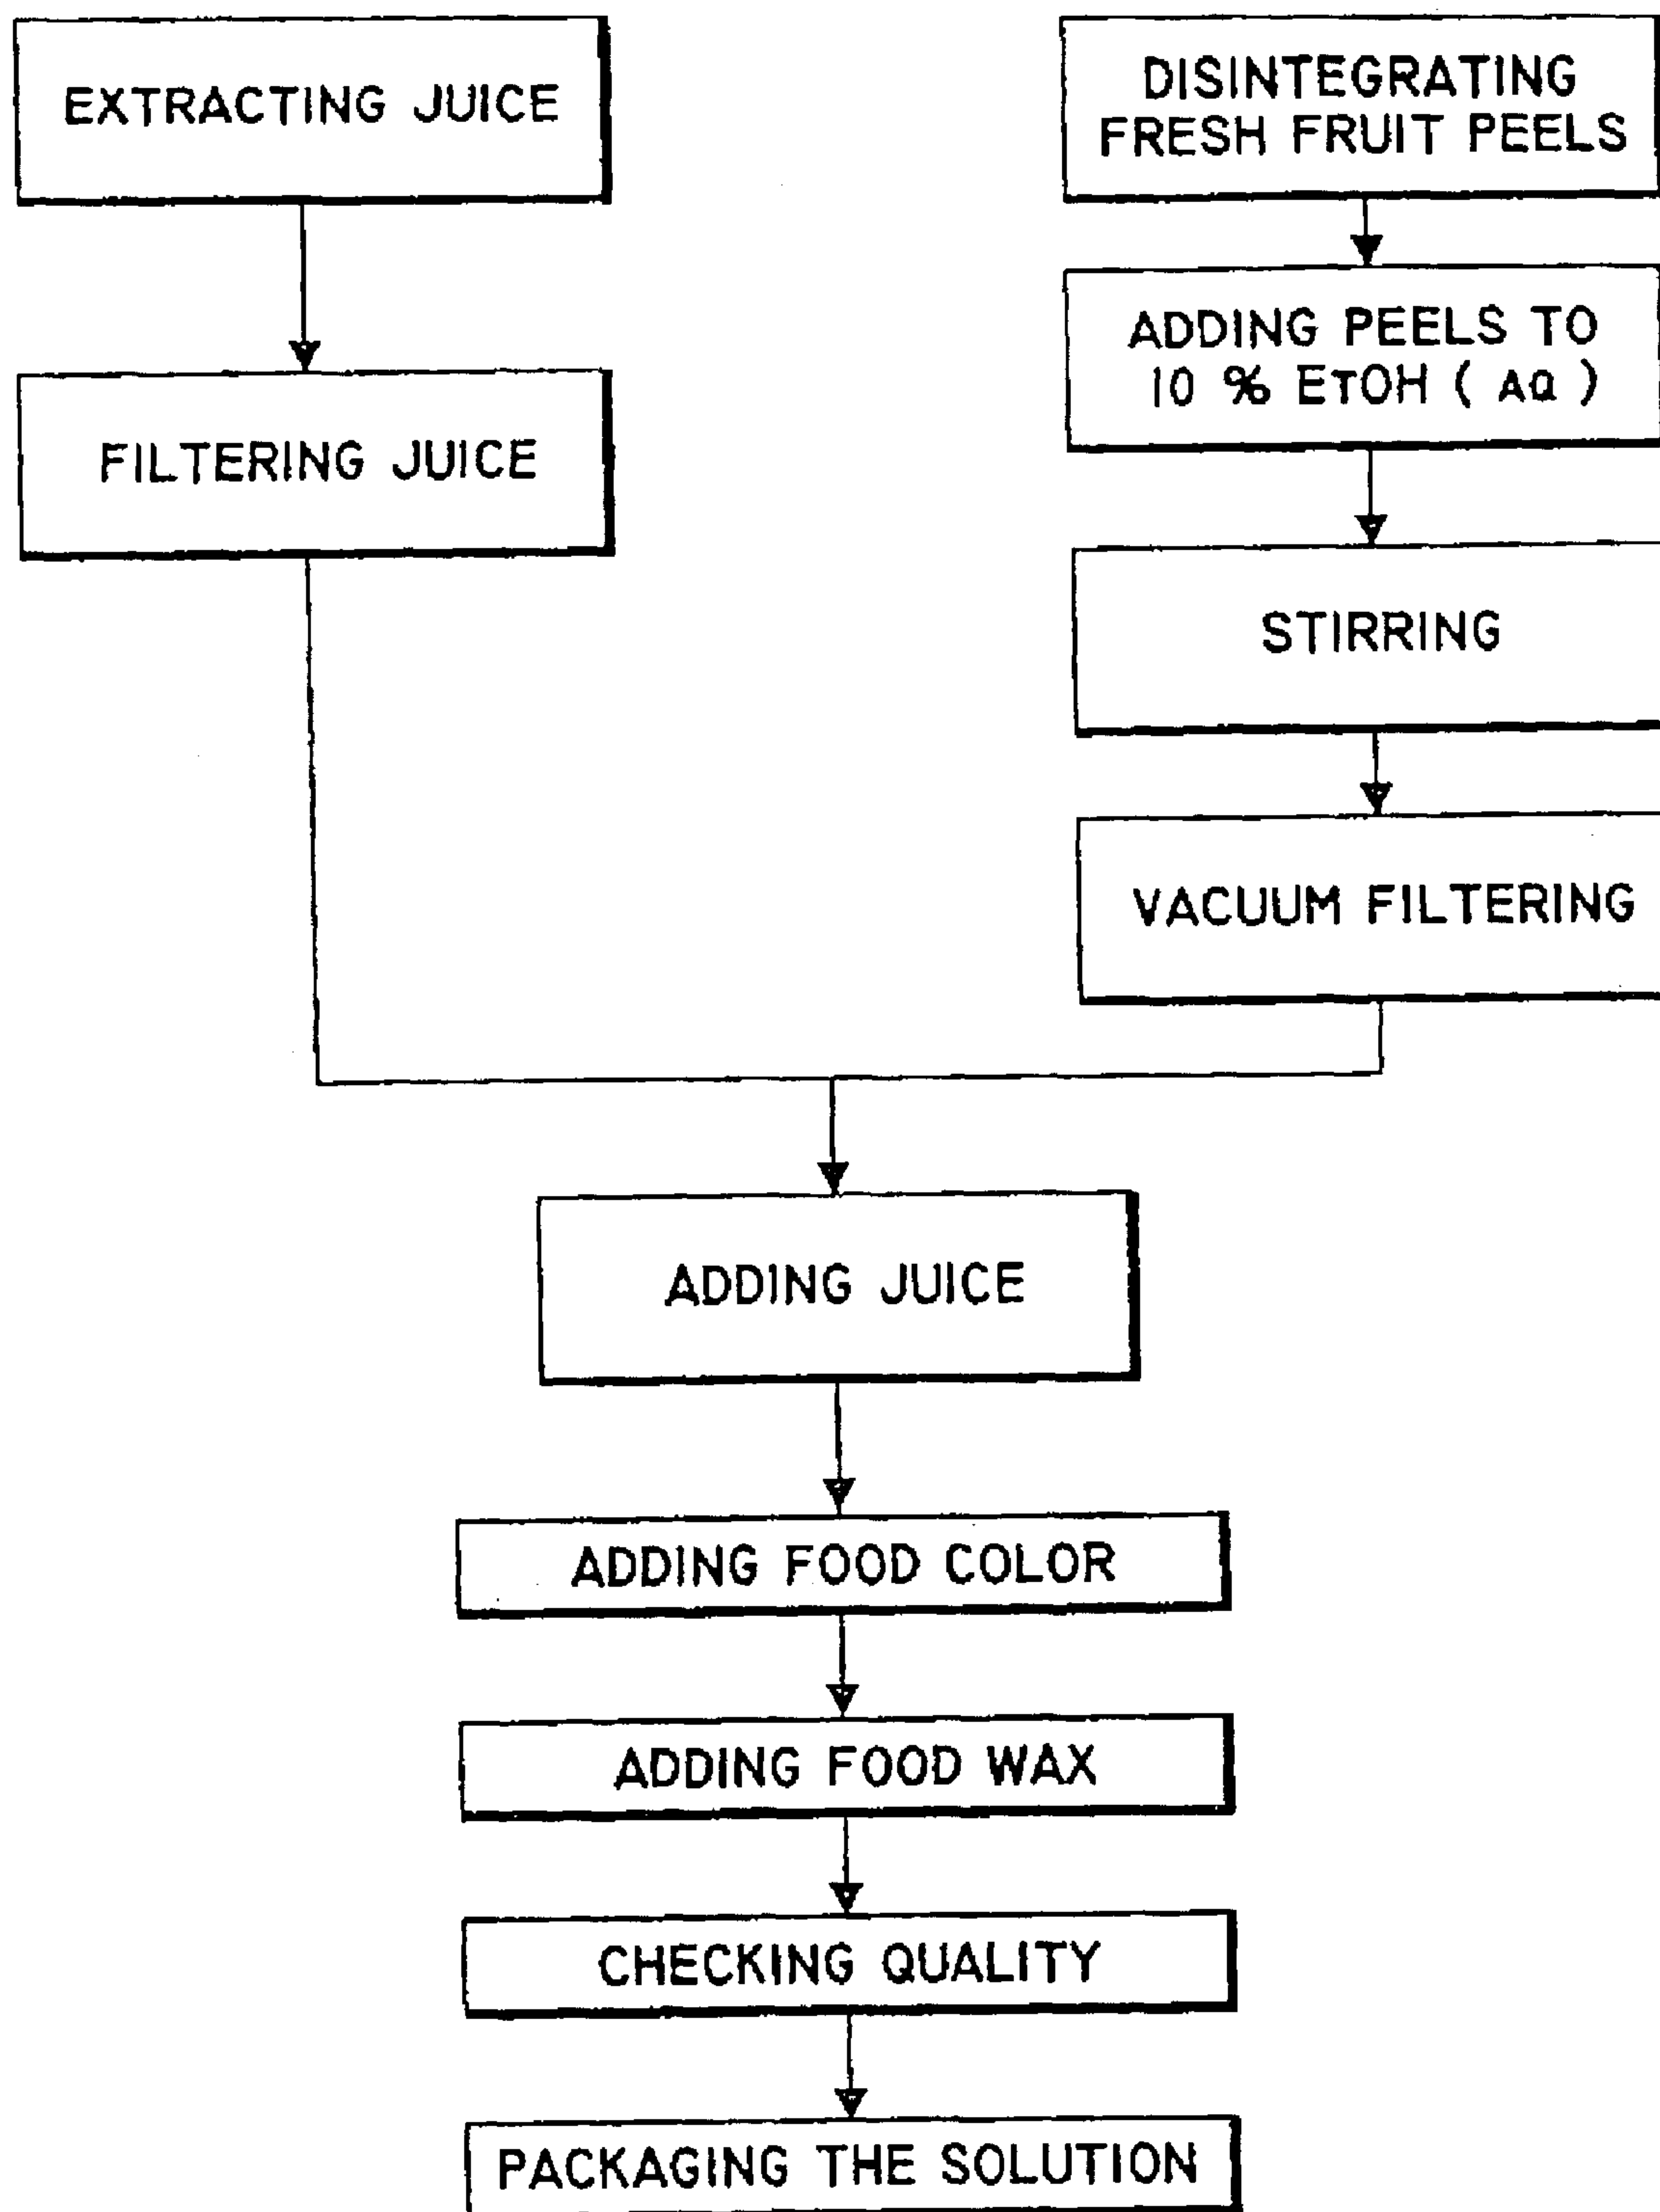 EXTRACTING JUICE
FILTERING JUICE
DISINTEGRATING
FRESH FRUIT PEELS
ADDING PEELS TO
10 % ETOH ( AQ )
STIRRING
VACUUM FILTERING
ADDING JUICE
ADDING FOOD COLOR
ADDING FOOD WAX
CHECKING QUALITY
PACKAGING THE SOLUTION